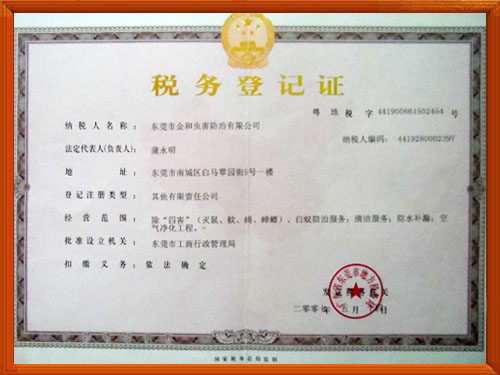 税务登记证
粤 地 税 字 441900661502454 号
纳税人编码: 4419280002397
纳 税 人 名 称: 东莞市金和虫害防治有限公司
法定代表人(负责人): 蒲永明
地 址: 东莞市南城区白马翠园街5号一楼
登 记 注 册 类 型: 其他有限责任公司
经 营 范 围: 除“四害”(灭鼠、蚊、蝇、蟑螂)、白蚁防治服务;清洁服务;防水补漏;空
气净化工程。
批 准 设 立 机 关: 东莞市工商行政管理局
扣 缴 义 务: 依 法 确 定
国家税务总局监制